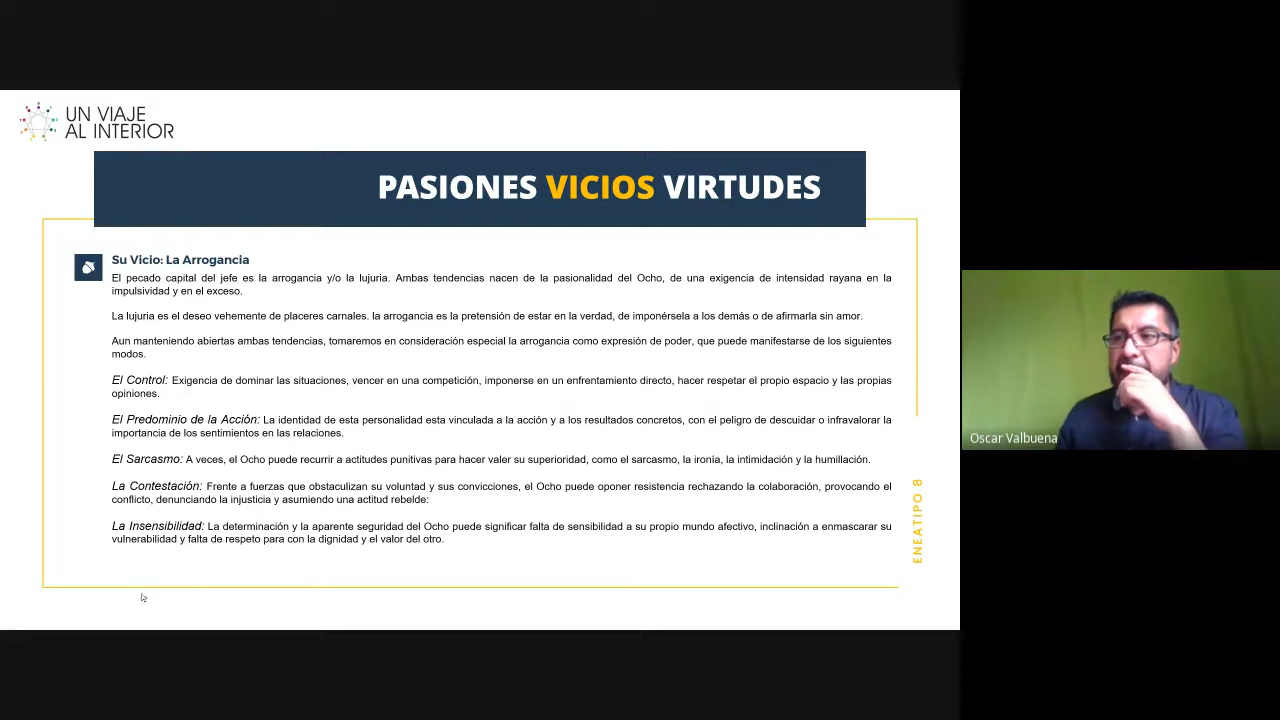 UN VIAJE
AL INTERIOR
PASIONES VICIOS VIRTUDES
Su Vicio: La Arrogancia
El pecado capital del jefe es la arrogancia y/o la lujuria. Ambas tendencias nacen de la pasionalidad del Ocho, de una exigencia de intensidad rayana en la
impulsividad y en el exceso.
La lujuria es el deseo vehemente de placeres carnales. la arrogancia es la pretensión de estar en la verdad, de imponérsela a los demás o de afirmarla sin amor.
Aun manteniendo abiertas ambas tendencias, tomaremos en consideración especial la arrogancia como expresión de poder, que puede manifestarse de los siguientes
modos.
El Control: Exigencia de dominar las situaciones, vencer en una competición, imponerse en un enfrentamiento directo, hacer respetar el propio espacio y las propias
opiniones.
El Predominio de la Acción: La identidad de esta personalidad esta vinculada a la acción y a los resultados concretos, con el peligro de descuidar o infravalorar la
importancia de los sentimientos en las relaciones.
El Sarcasmo: A veces, el Ocho puede recurrir a actitudes punitivas para hacer valer su superioridad, como el sarcasmo, la ironía, la intimidación y la humillación.
La Contestación: Frente a fuerzas que obstaculizan su voluntad y sus convicciones, el Ocho puede oponer resistencia rechazando la colaboración, provocando el
conflicto, denunciando la injusticia y asumiendo una actitud rebelde:
La Insensibilidad: La determinación y la aparente seguridad del Ocho puede significar falta de sensibilidad a su propio mundo afectivo, inclinación a enmascarar su
vulnerabilidad y falta de respeto para con la dignidad y el valor del otro.
ENEATIPO 8
Oscar Valbuena